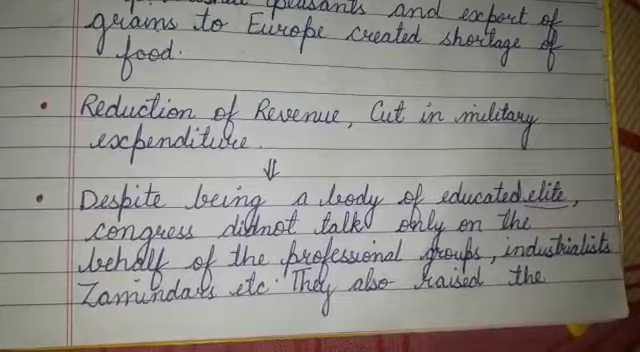 peasants and export of
grains to Europe created shortage of
food.
• Reduction of Revenue, Cut in military
expenditure.
⇓
• Despite being a body of educated elite,
congress didnot talk only on the
behalf of the professional groups, industrialists
Zamindars etc. They also raised the